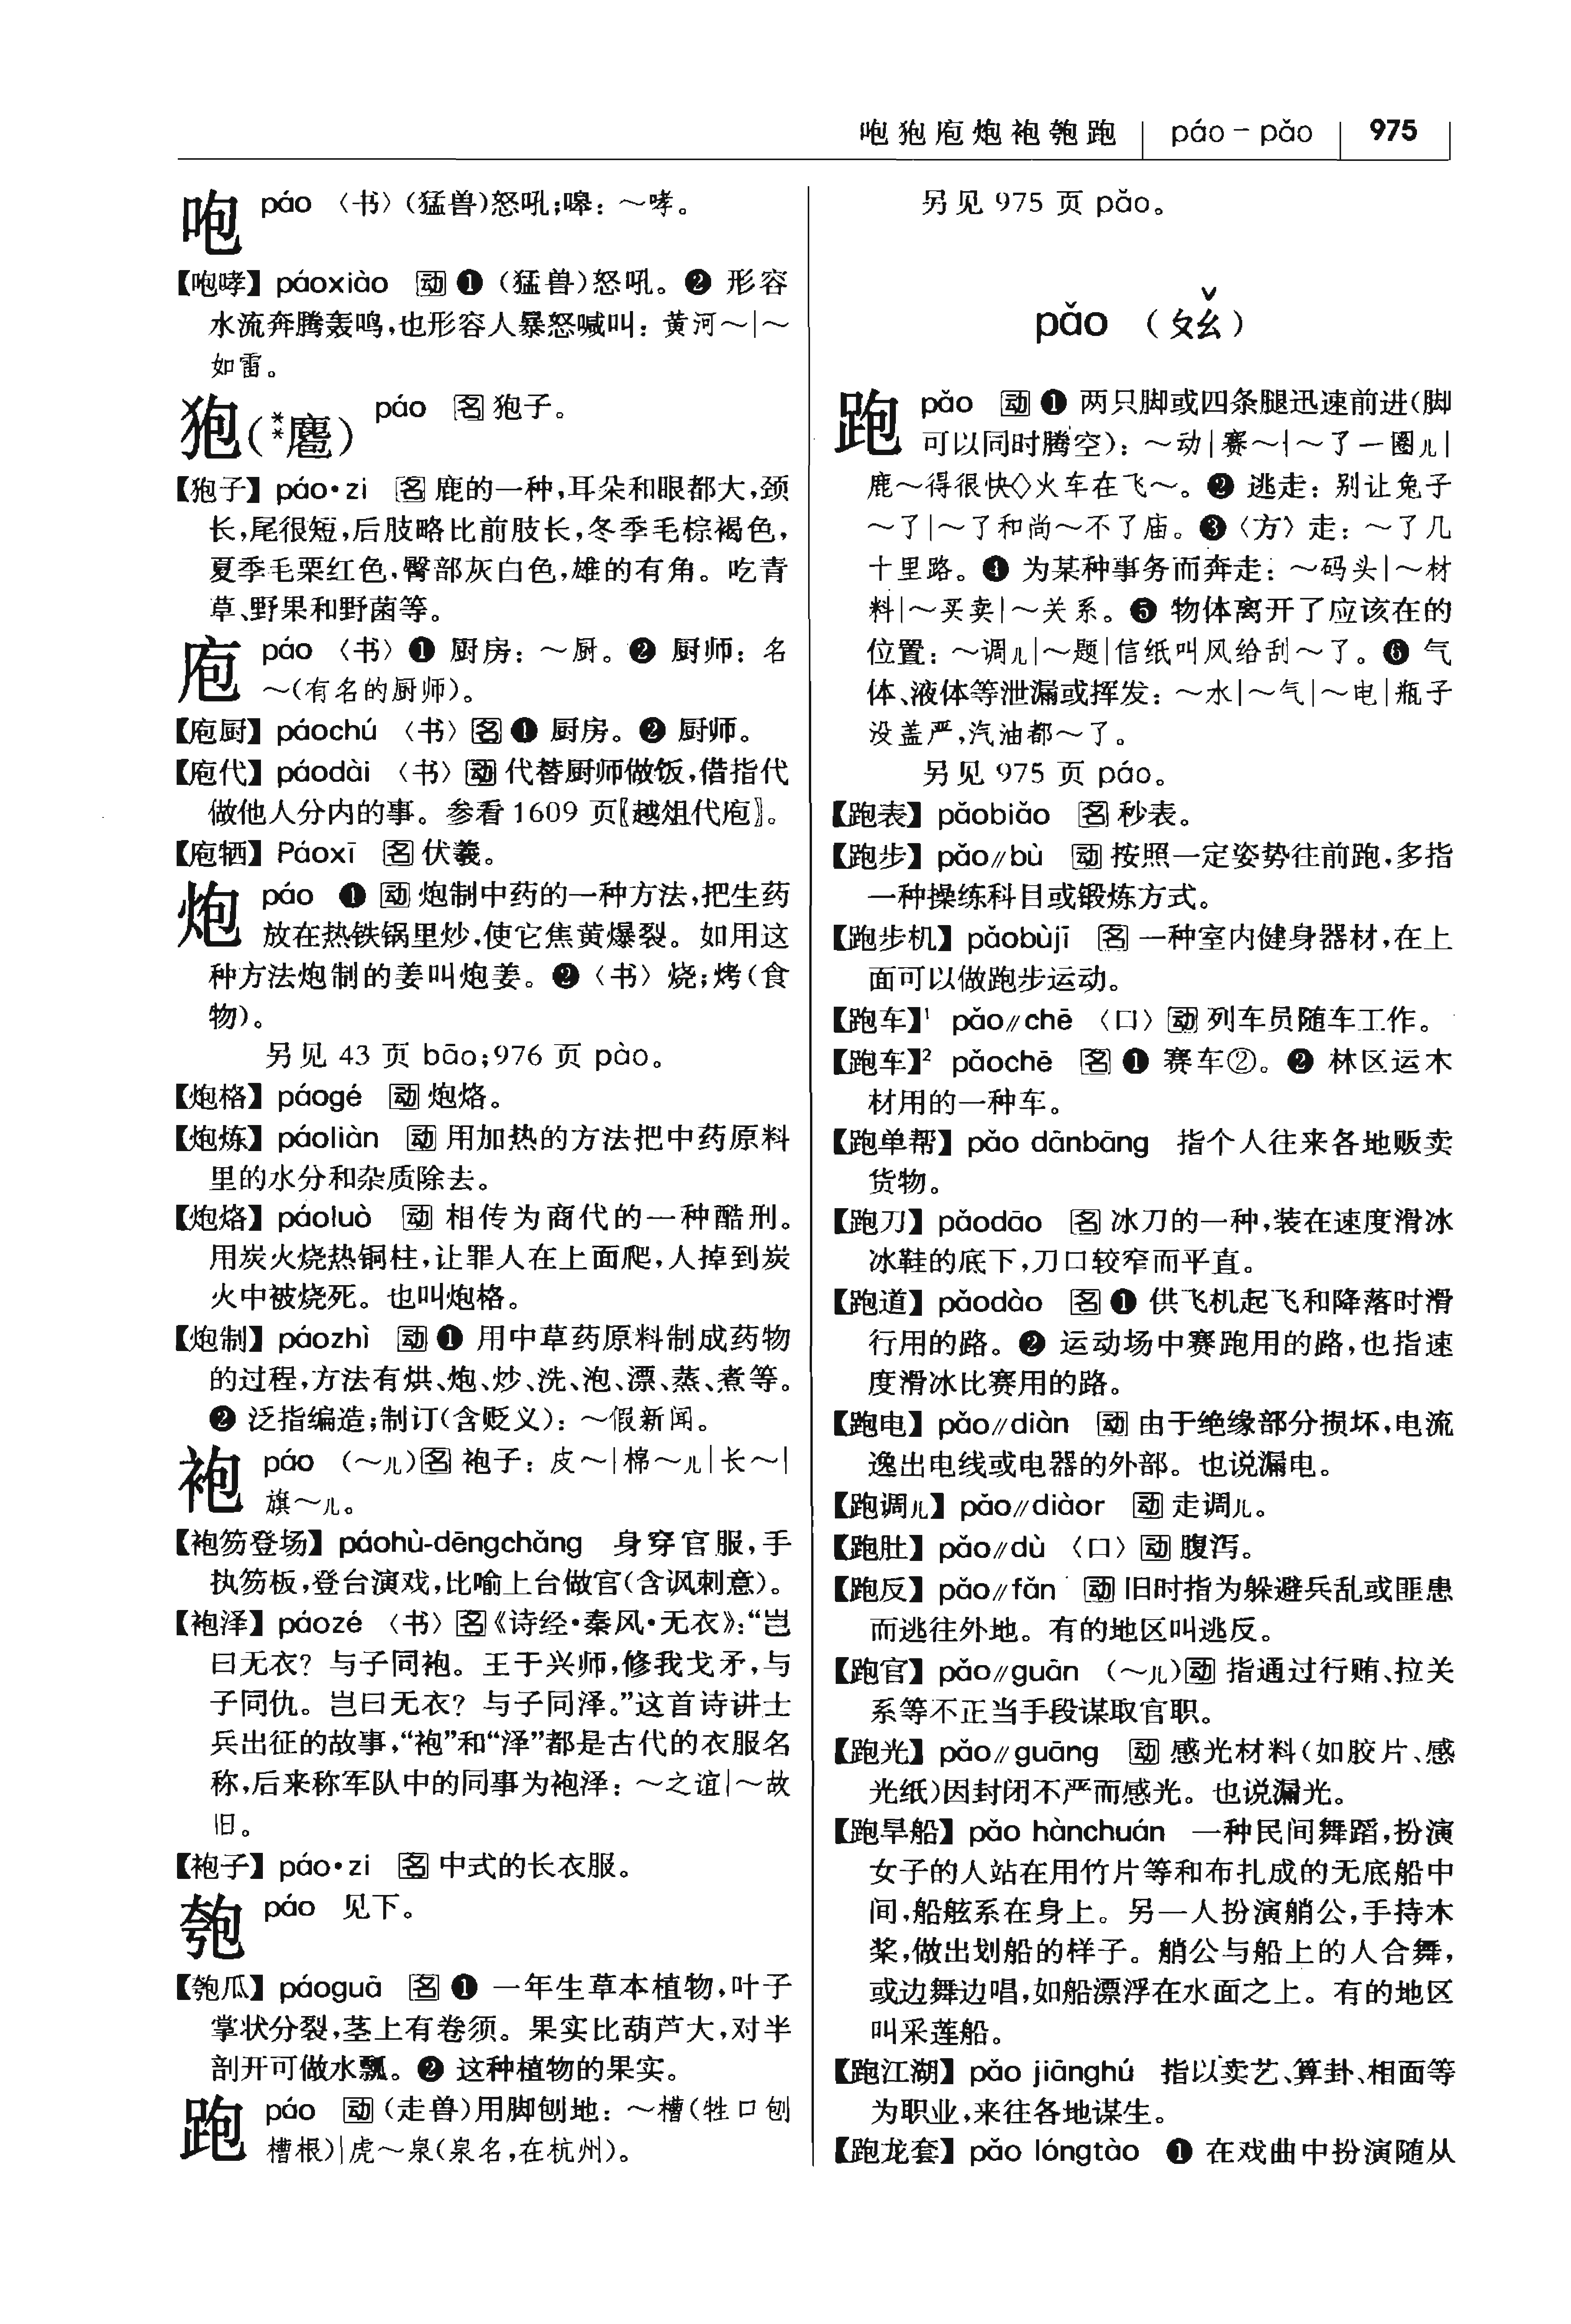 咆狍庖炮袍匏跑 páo－pǎo 975
咆 páo 〈书〉(猛兽)怒吼;嗥：～哮。
【咆哮】páoxiào 动 ❶（猛兽）怒吼。❷ 形容
水流奔腾轰鸣,也形容人暴怒喊叫：黄河～|～
如雷。
狍(**麅) páo 名 狍子。
【狍子】páo·zi 名 鹿的一种,耳朵和眼都大,颈
长,尾很短,后肢略比前肢长,冬季毛棕褐色,
夏季毛栗红色,臀部灰白色,雄的有角。吃青
草、野果和野菌等。
庖 páo 〈书〉❶ 厨房：～厨。❷ 厨师：名
～(有名的厨师)。
【庖厨】páochú 〈书〉名 ❶ 厨房。❷ 厨师。
【庖代】páodài 〈书〉动 代替厨师做饭,借指代
做他人分内的事。参看1609 页〖越俎代庖〗。
【庖牺】Páoxī 名 伏羲。
炮 páo ❶ 动 炮制中药的一种方法,把生药
放在热铁锅里炒,使它焦黄爆裂。如用这
种方法炮制的姜叫炮姜。❷〈书〉烧;烤(食
物)。
另见 43 页 bāo;976 页 pào。
【炮格】páogé 动 炮烙。
【炮炼】páoliàn 动 用加热的方法把中药原料
里的水分和杂质除去。
【炮烙】páoluò 动 相传为商代的一种酷刑。
用炭火烧热铜柱,让罪人在上面爬,人掉到炭
火中被烧死。也叫炮格。
【炮制】páozhì 动 ❶ 用中草药原料制成药物
的过程,方法有烘、炮、炒、洗、泡、漂、蒸、煮等。
❷ 泛指编造;制订(含贬义)：～假新闻。
袍 páo (～儿)名 袍子：皮～|棉～儿|长～|
旗～儿。
【袍笏登场】páohù-dēngchǎng 身穿官服,手
执笏板,登台演戏,比喻上台做官(含讽刺意)。
【袍泽】páozé 〈书〉名《诗经·秦风·无衣》：“岂
曰无衣？与子同袍。王于兴师,修我戈矛,与
子同仇。岂曰无衣？与子同泽。”这首诗讲士
兵出征的故事,“袍”和“泽”都是古代的衣服名
称,后来称军队中的同事为袍泽：～之谊|～故
旧。
【袍子】páo·zi 名 中式的长衣服。
匏 páo 见下。
【匏瓜】páoguā 名 ❶ 一年生草本植物,叶子
掌状分裂,茎上有卷须。果实比葫芦大,对半
剖开可做水瓢。❷ 这种植物的果实。
跑 páo 动 (走兽)用脚刨地：～槽(牲口刨
槽根)|虎～泉(泉名,在杭州)。
另见 975 页 pǎo。
pǎo （ㄆㄠˇ）
跑 pǎo 动 ❶ 两只脚或四条腿迅速前进(脚
可以同时腾空)：～动|赛～|～了一圈儿|
鹿～得很快◇火车在飞～。❷ 逃走：别让兔子
～了|～了和尚～不了庙。❸〈方〉走：～了几
十里路。❹ 为某种事务而奔走：～码头|～材
料|～买卖|～关系。❺ 物体离开了应该在的
位置：～调儿|～题|信纸叫风给刮～了。❻ 气
体、液体等泄漏或挥发：～水|～气|～电|瓶子
没盖严,汽油都～了。
另见 975 页 páo。
【跑表】pǎobiǎo 名 秒表。
【跑步】pǎo∥bù 动 按照一定姿势往前跑,多指
一种操练科目或锻炼方式。
【跑步机】pǎobùjī 名 一种室内健身器材,在上
面可以做跑步运动。
【跑车】¹ pǎo∥chē 〈口〉动 列车员随车工作。
【跑车】² pǎochē 名 ❶ 赛车②。❷ 林区运木
材用的一种车。
【跑单帮】pǎo dānbāng 指个人往来各地贩卖
货物。
【跑刀】pǎodāo 名 冰刀的一种,装在速度滑冰
冰鞋的底下,刀口较窄而平直。
【跑道】pǎodào 名 ❶ 供飞机起飞和降落时滑
行用的路。❷ 运动场中赛跑用的路,也指速
度滑冰比赛用的路。
【跑电】pǎo∥diàn 动 由于绝缘部分损坏,电流
逸出电线或电器的外部。也说漏电。
【跑调儿】pǎo∥diàor 动 走调儿。
【跑肚】pǎo∥dù 〈口〉动 腹泻。
【跑反】pǎo∥fǎn 动 旧时指为躲避兵乱或匪患
而逃往外地。有的地区叫逃反。
【跑官】pǎo∥guān (～儿)动 指通过行贿、拉关
系等不正当手段谋取官职。
【跑光】pǎo∥guāng 动 感光材料(如胶片、感
光纸)因封闭不严而感光。也说漏光。
【跑旱船】pǎo hànchuán 一种民间舞蹈,扮演
女子的人站在用竹片等和布扎成的无底船中
间,船舷系在身上。另一人扮演艄公,手持木
桨,做出划船的样子。艄公与船上的人合舞,
或边舞边唱,如船漂浮在水面之上。有的地区
叫采莲船。
【跑江湖】pǎo jiānghú 指以卖艺、算卦、相面等
为职业,来往各地谋生。
【跑龙套】pǎo lóngtào ❶ 在戏曲中扮演随从